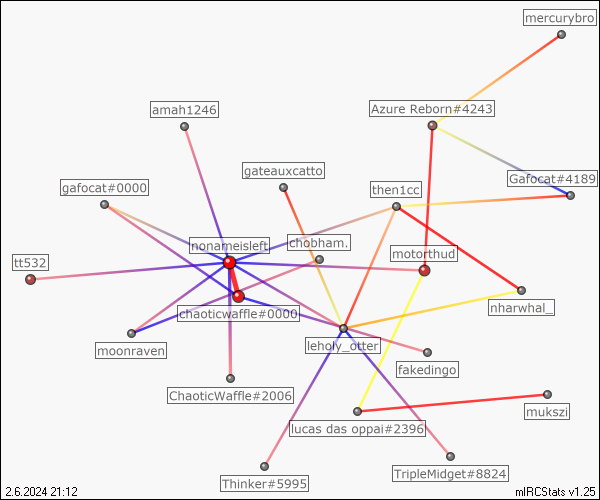 mercurybro
amah1246
Azure Reborn#4243
gateauxcatto
gafocat#0000
then1cc
Gafocat#4189
nonameisleft
chobham.
motorthud
tt532
chaoticwaffle#0000
nharwhal_
moonraven
leholy_otter
fakedingo
ChaoticWaffle#2006
mukszi
lucas das oppai#2396
Thinker#5995
TripleMidget#8824
2.6.2024 21:12
mIRCStats v1.25